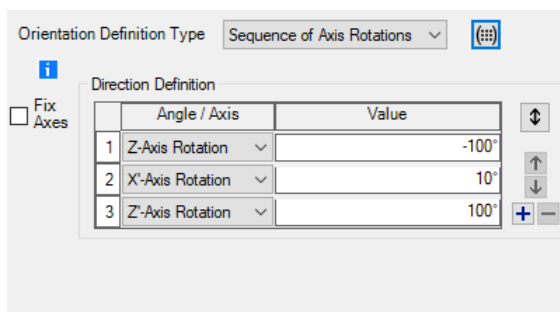 Orientation Definition Type Sequence of Axis Rotations
i
Direction Definition
Fix
Axes
Angle / Axis Value
1 Z-Axis Rotation -100°
2 X'-Axis Rotation 10°
3 Z'-Axis Rotation 100°